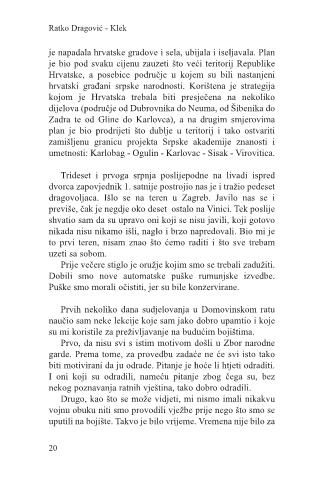 Ratko Dragović - Klek
je napadala hrvatske gradove i sela, ubijala i iseljavala. Plan
je bio pod svaku cijenu zauzeti što veći teritorij Republike
Hrvatske, a posebice područje u kojem su bili nastanjeni
hrvatski građani srpske narodnosti. Korištena je strategija
kojom je Hrvatska trebala biti presječena na nekoliko
dijelova (područje od Dubrovnika do Neuma, od Šibenika do
Zadra te od Gline do Karlovca), a na drugim smjerovima
plan je bio prodrijeti što dublje u teritorij i tako ostvariti
zamišljenu granicu projekta Srpske akademije znanosti i
umetnosti: Karlobag - Ogulin - Karlovac - Sisak - Virovitica.
Trideset i prvoga srpnja poslijepodne na livadi ispred
dvorca zapovjednik 1. satnije postrojio nas je i tražio pedeset
dragovoljaca. Išlo se na teren u Zagreb. Javilo nas se i
previše, čak je negdje oko deset ostalo na Vinici. Tek poslije
shvatio sam da su upravo oni koji se nisu javili, koji gotovo
nikada nisu nikamo išli, naglo i brzo napredovali. Bio mi je
to prvi teren, nisam znao što ćemo raditi i što sve trebam
uzeti sa sobom.
Prije večere stiglo je oružje kojim smo se trebali zadužiti.
Dobili smo nove automatske puške rumunjske izvedbe.
Puške smo morali očistiti, jer su bile konzervirane.
Prvih nekoliko dana sudjelovanja u Domovinskom ratu
naučio sam neke lekcije koje sam jako dobro upamtio i koje
su mi koristile za preživljavanje na budućim bojištima.
Prvo, da nisu svi s istim motivom došli u Zbor narodne
garde. Prema tome, za provedbu zadaće ne će svi isto tako
biti motivirani da ju odrade. Pitanje je hoće li htjeti odraditi.
I oni koji su odradili, nameću pitanje zbog čega su, bez
nekog poznavanja ratnih vještina, tako dobro odradili.
Drugo, kao što se može vidjeti, mi nismo imali nikakvu
vojnu obuku niti smo provodili vježbe prije nego što smo se
uputili na bojište. Takvo je bilo vrijeme. Vremena nije bilo za
20